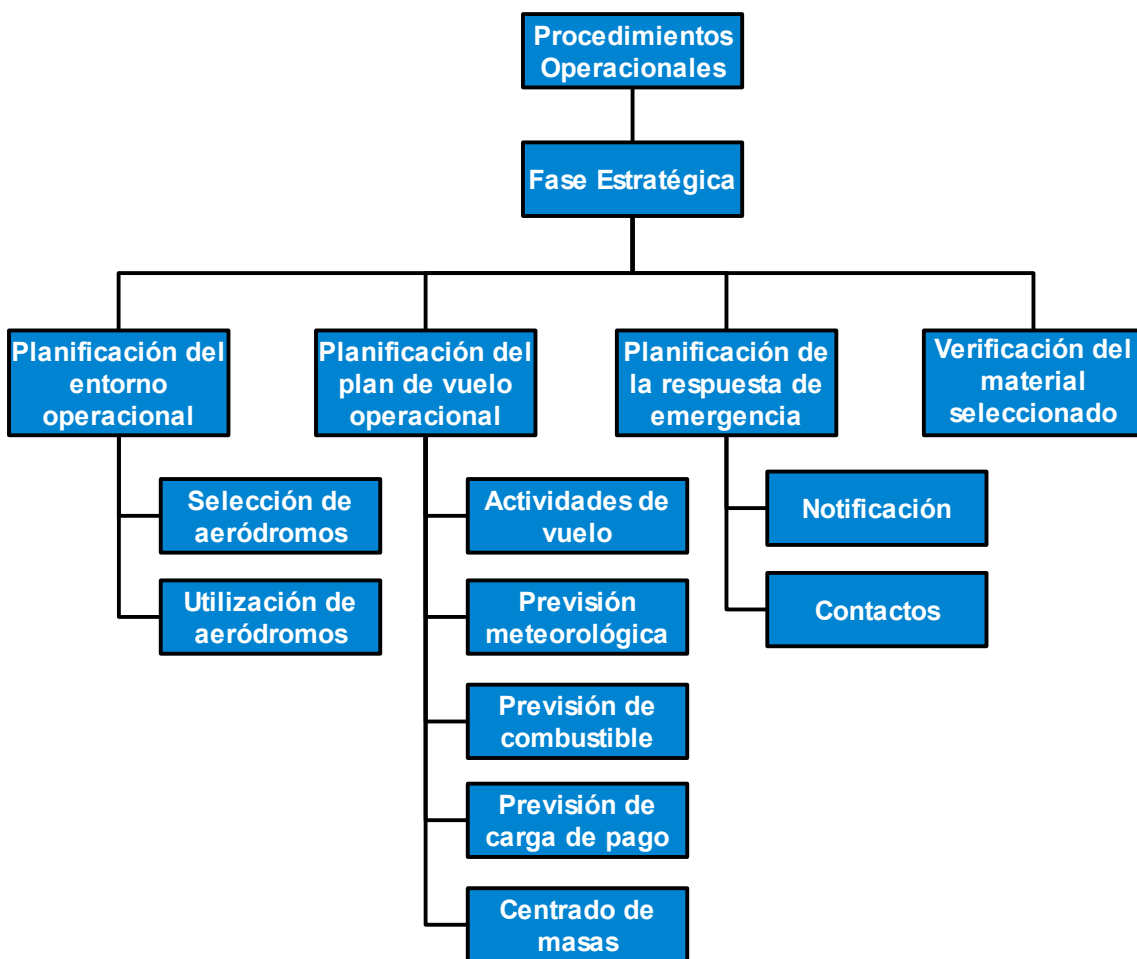 Procedimientos
Operacionales
Fase Estratégica
Planificación del
entorno
operacional
Planificación del
plan de vuelo
operacional
Planificación de
la respuesta de
emergencia
Verificación del
material
seleccionado
Selección de
aeródromos
Utilización de
aeródromos
Actividades de
vuelo
Previsión
meteorológica
Previsión de
combustible
Previsión de
carga de pago
Centrado de
masas
Notificación
Contactos